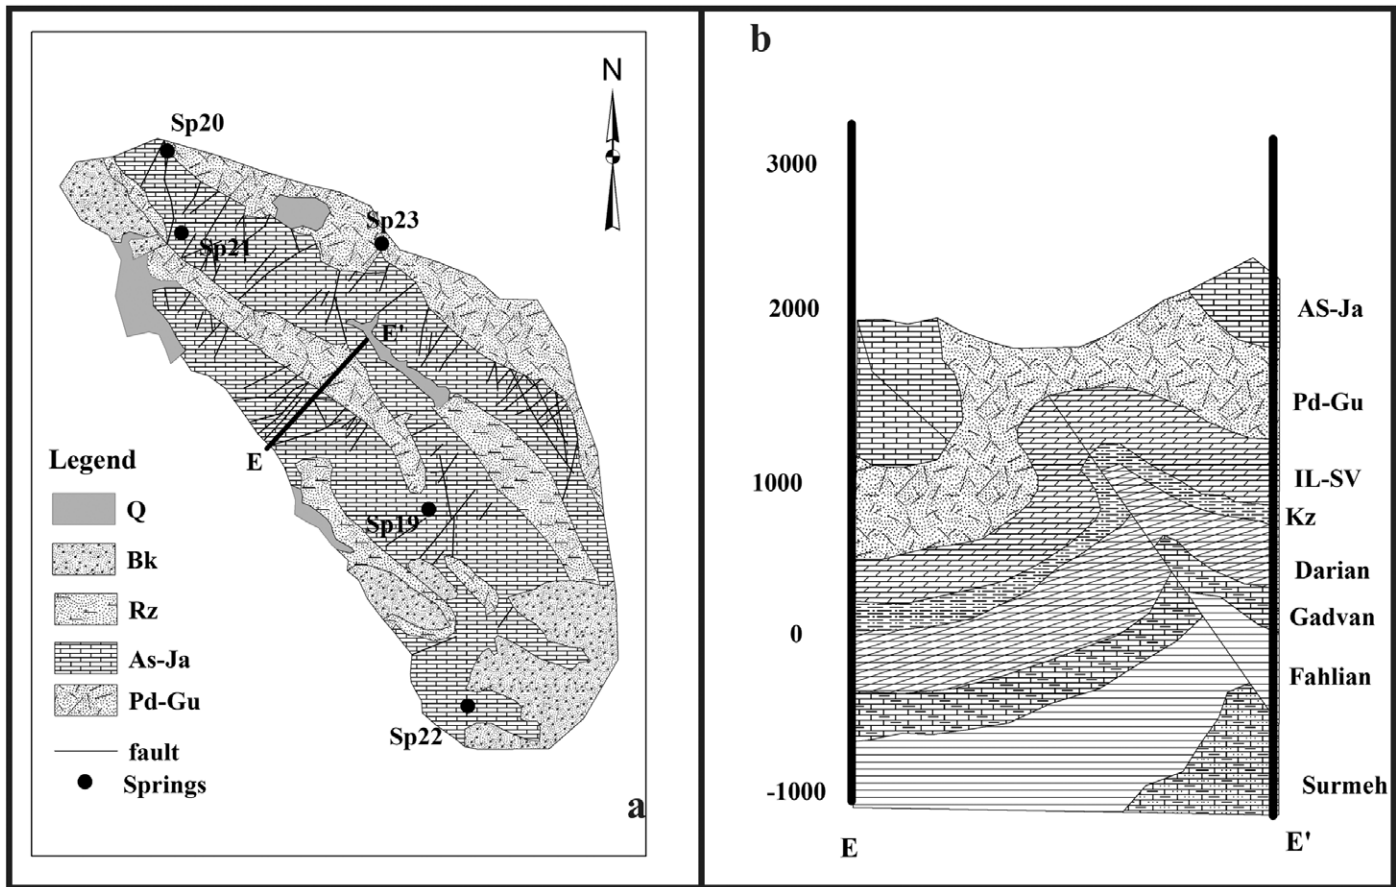 N
Sp20
Sp23
Sp21
E'
E
Sp19
Sp22
Legend
Q
Bk
Rz
As-Ja
Pd-Gu
fault
Springs
a
b
3000
2000
1000
0
-1000
AS-Ja
Pd-Gu
IL-SV
Kz
Darian
Gadvan
Fahlian
Surmeh
E
E'